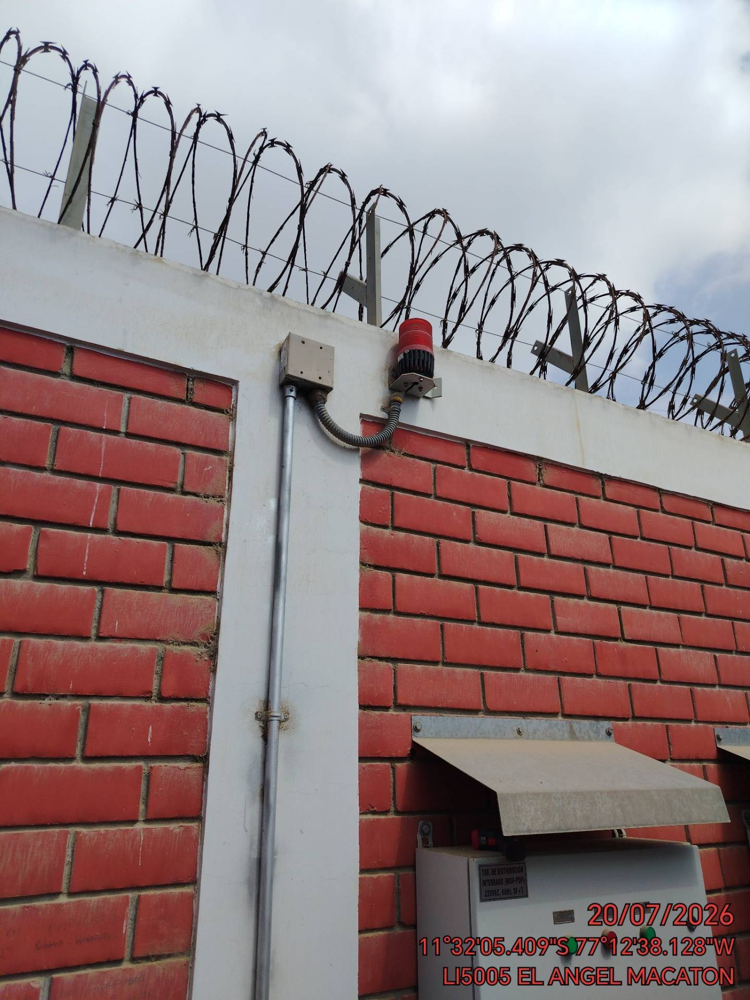 TAB. DE DISTRIBUCIÓN
INTEGRADO (MDP-PDP)
220VAC, 60Hz, 3F+T
20/07/2026
11°32'05.409"S 77°12'38.128"W
LI5005 EL ANGEL MACATON